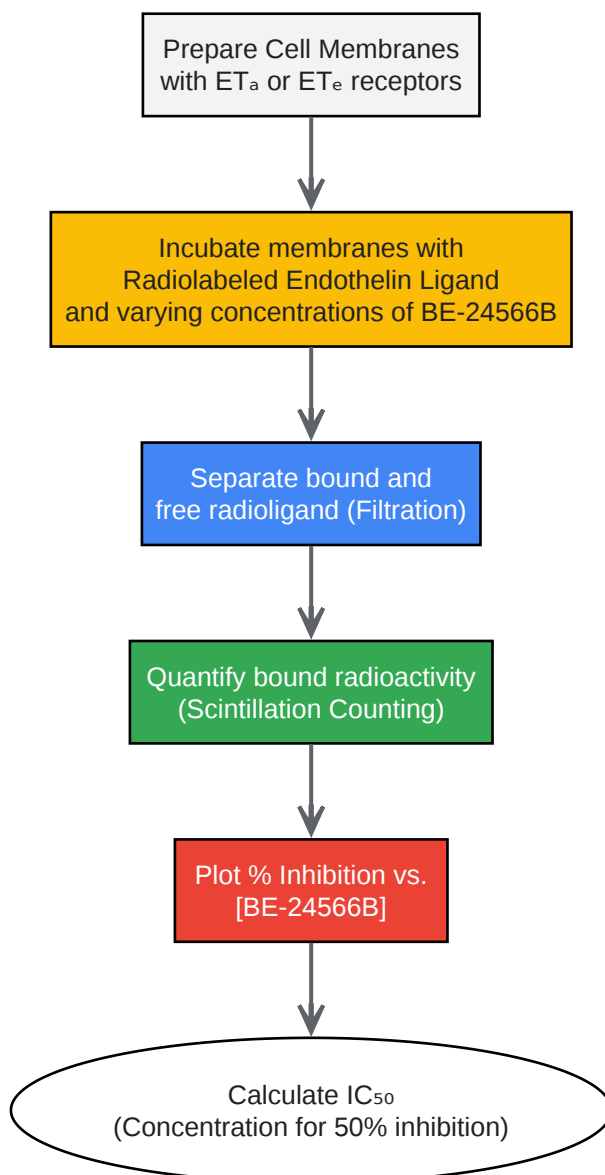 Prepare Cell Membranes
with ETₐ or ETₑ receptors
Incubate membranes with
Radiolabeled Endothelin Ligand
and varying concentrations of BE-24566B
Separate bound and
free radioligand (Filtration)
Quantify bound radioactivity
(Scintillation Counting)
Plot % Inhibition vs.
[BE-24566B]
Calculate IC₅₀
(Concentration for 50% inhibition)